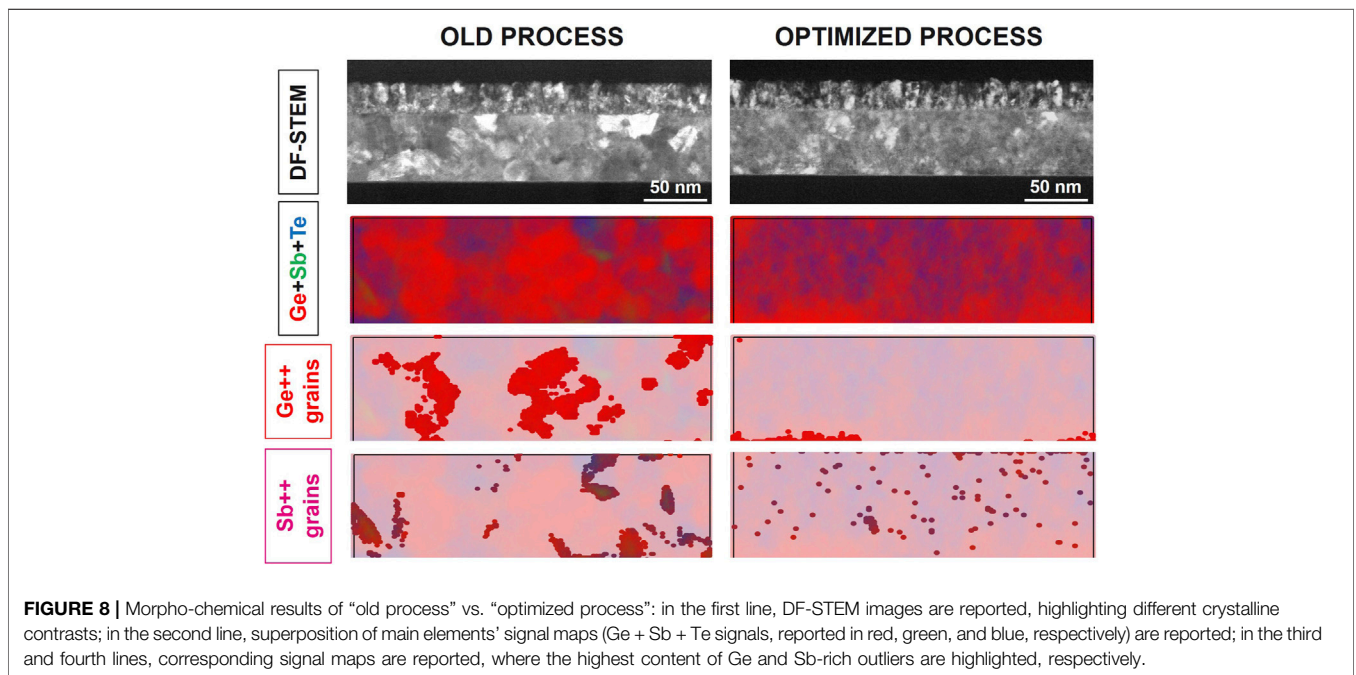 OLD PROCESS
OPTIMIZED PROCESS
DF-STEM
50 nm
50 nm
Ge+Sb+Te
Ge++
grains
Sb++
grains
FIGURE 8 | Morpho-chemical results of “old process” vs. “optimized process”: in the first line, DF-STEM images are reported, highlighting different crystalline
contrasts; in the second line, superposition of main elements’ signal maps (Ge + Sb + Te signals, reported in red, green, and blue, respectively) are reported; in the third
and fourth lines, corresponding signal maps are reported, where the highest content of Ge and Sb-rich outliers are highlighted, respectively.